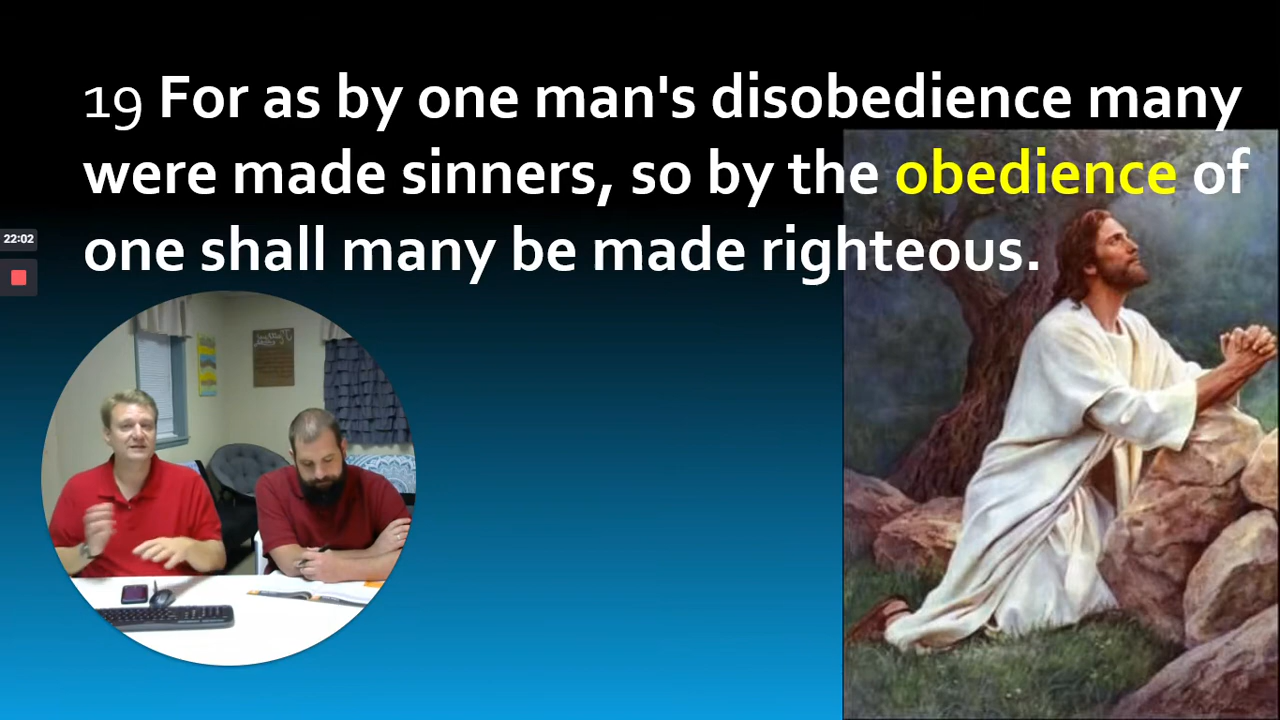 19 For as by one man's disobedience many
were made sinners, so by the obedience of
one shall many be made righteous.
22:02